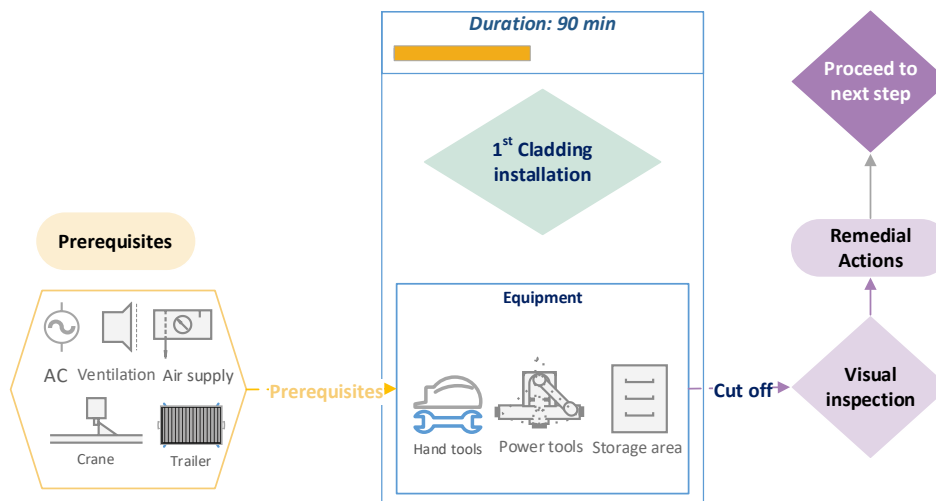 Duration: 90 min
1st Cladding
installation
Prerequisites
AC
Ventilation
Air supply
Crane
Trailer
Prerequisites
Equipment
Hand tools
Power tools
Storage area
Cut off
Visual
inspection
Remedial
Actions
Proceed to
next step